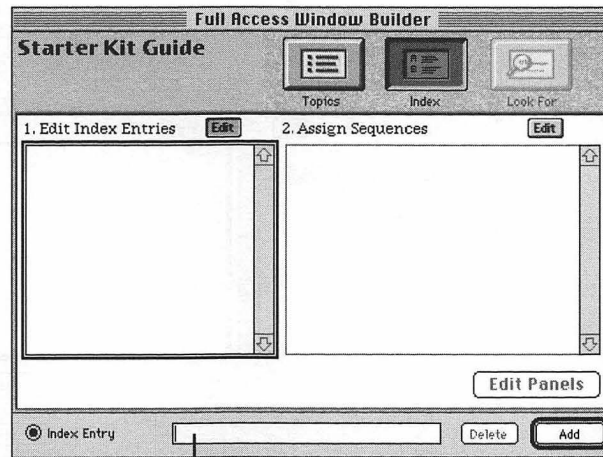 Full Access Window Builder
Starter Kit Guide
Topics Index Look For
1. Edit Index Entries Edit 2. Assign Sequences Edit
Edit Panels
Index Entry Delete Add